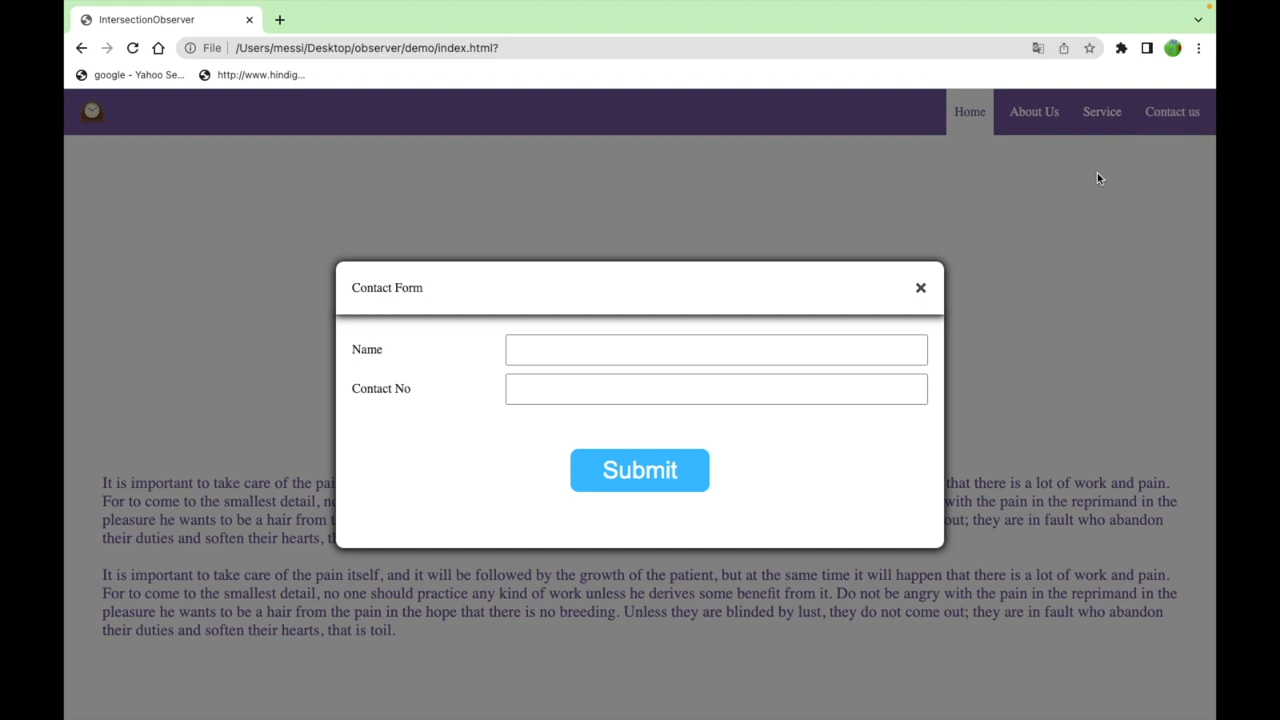 IntersectionObserver
File /Users/messi/Desktop/observer/demo/index.html?
google - Yahoo Se... http://www.hindig...
Home About Us Service Contact us
Contact Form
Name
Contact No
Submit
It is important to take care of the pai that there is a lot of work and pain.
For to come to the smallest detail, no with the pain in the reprimand in the
pleasure he wants to be a hair from t out; they are in fault who abandon
their duties and soften their hearts, th
It is important to take care of the pain itself, and it will be followed by the growth of the patient, but at the same time it will happen that there is a lot of work and pain.
For to come to the smallest detail, no one should practice any kind of work unless he derives some benefit from it. Do not be angry with the pain in the reprimand in the
pleasure he wants to be a hair from the pain in the hope that there is no breeding. Unless they are blinded by lust, they do not come out; they are in fault who abandon
their duties and soften their hearts, that is toil.